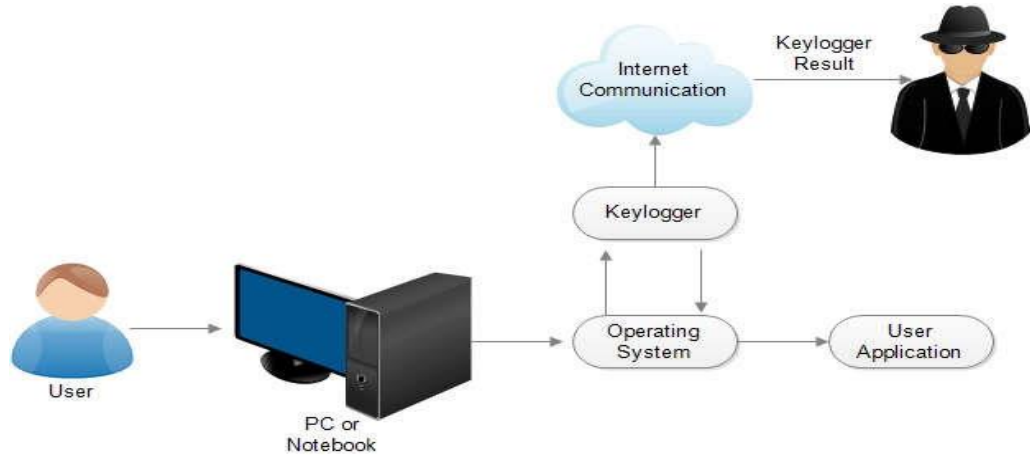 Internet
Communication
Keylogger
Result
Keylogger
User
PC or
Notebook
Operating
System
User
Application